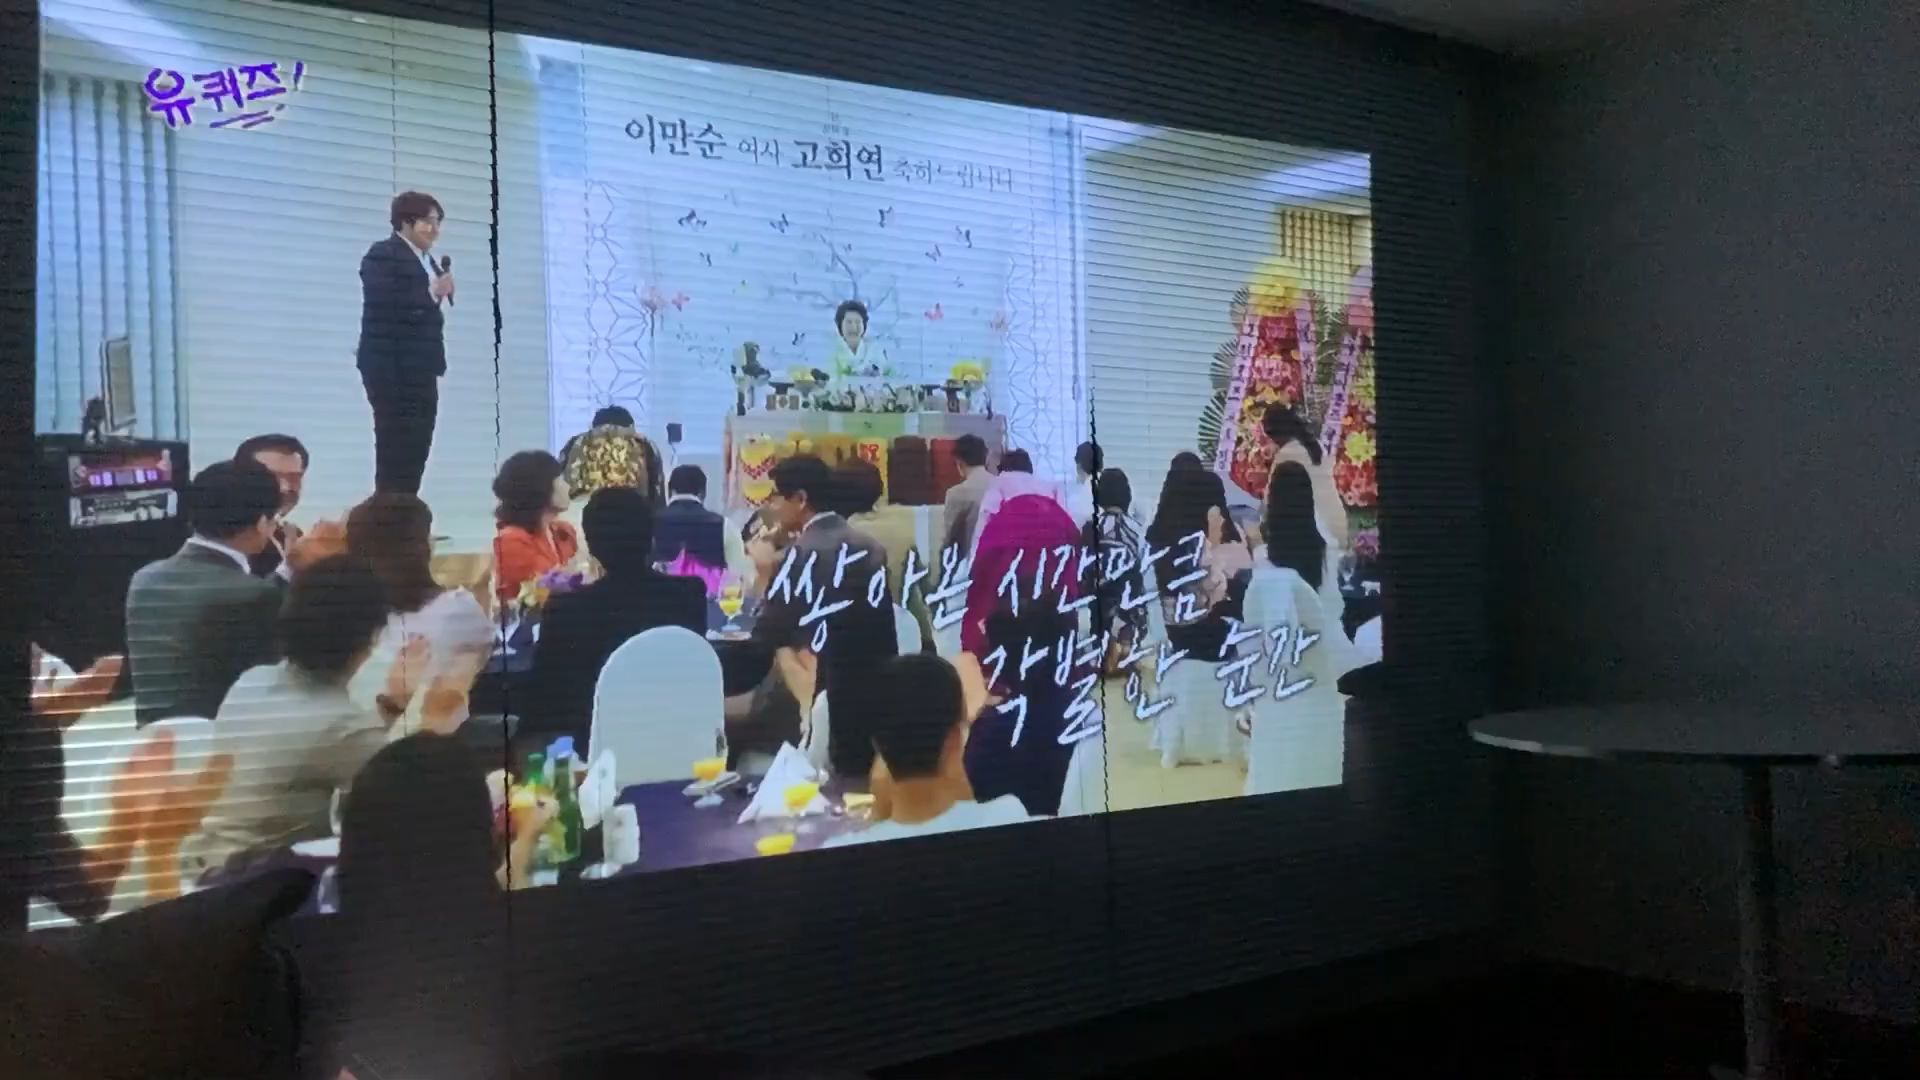 유퀴즈!
이만순 여사 고희연 축하드립니다
쌓아온 시간만큼
각별한 순간